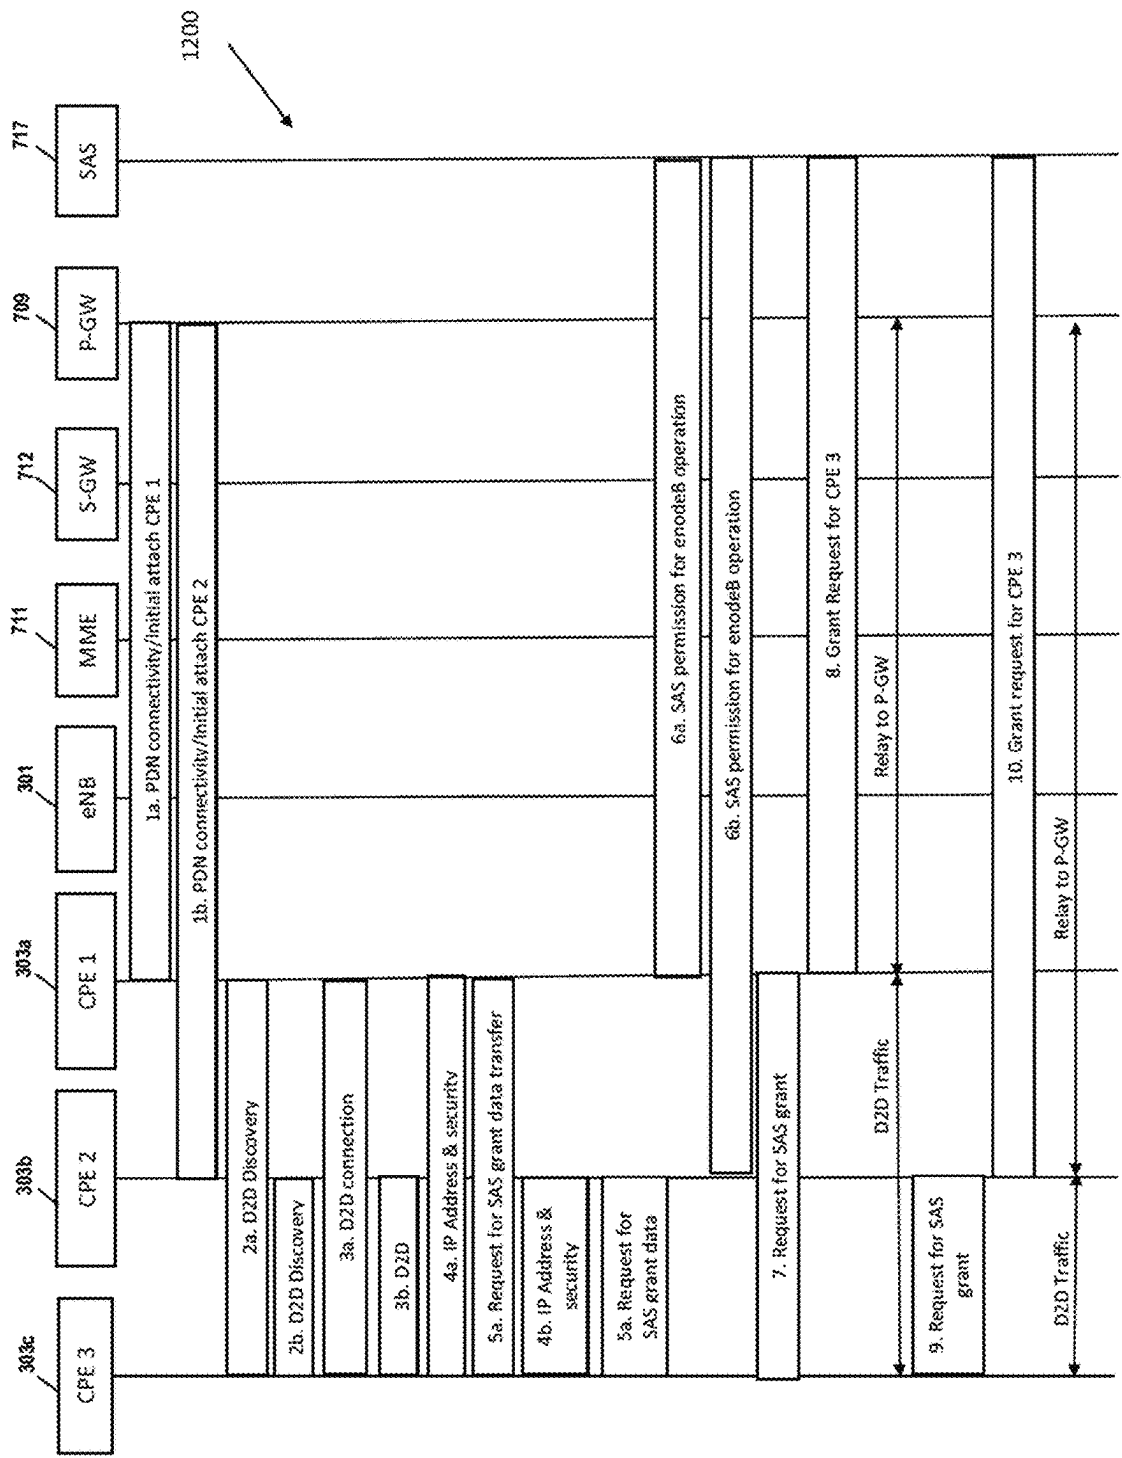 1200
303c
303b
303a
301
711
712
709
717
CPE 3
CPE 2
CPE 1
eNB
MME
S-GW
P-GW
SAS
1a. PDN connectivity/initial attach CPE 1
1b. PDN connectivity/initial attach CPE 2
2a. D2D Discovery
2b. D2D Discovery
3a. D2D connection
3b. D2D
4a. IP Address & security
5a. Request for SAS grant data transfer
4b. IP Address &
security
5a. Request for
SAS grant data
6a. SAS permission for enodeB operation
6b. SAS permission for enodeB operation
7. Request for SAS grant
8. Grant Request for CPE 3
D2D Traffic
Relay to P-GW
9. Request for SAS
grant
10. Grant request for CPE 3
D2D Traffic
Relay to P-GW